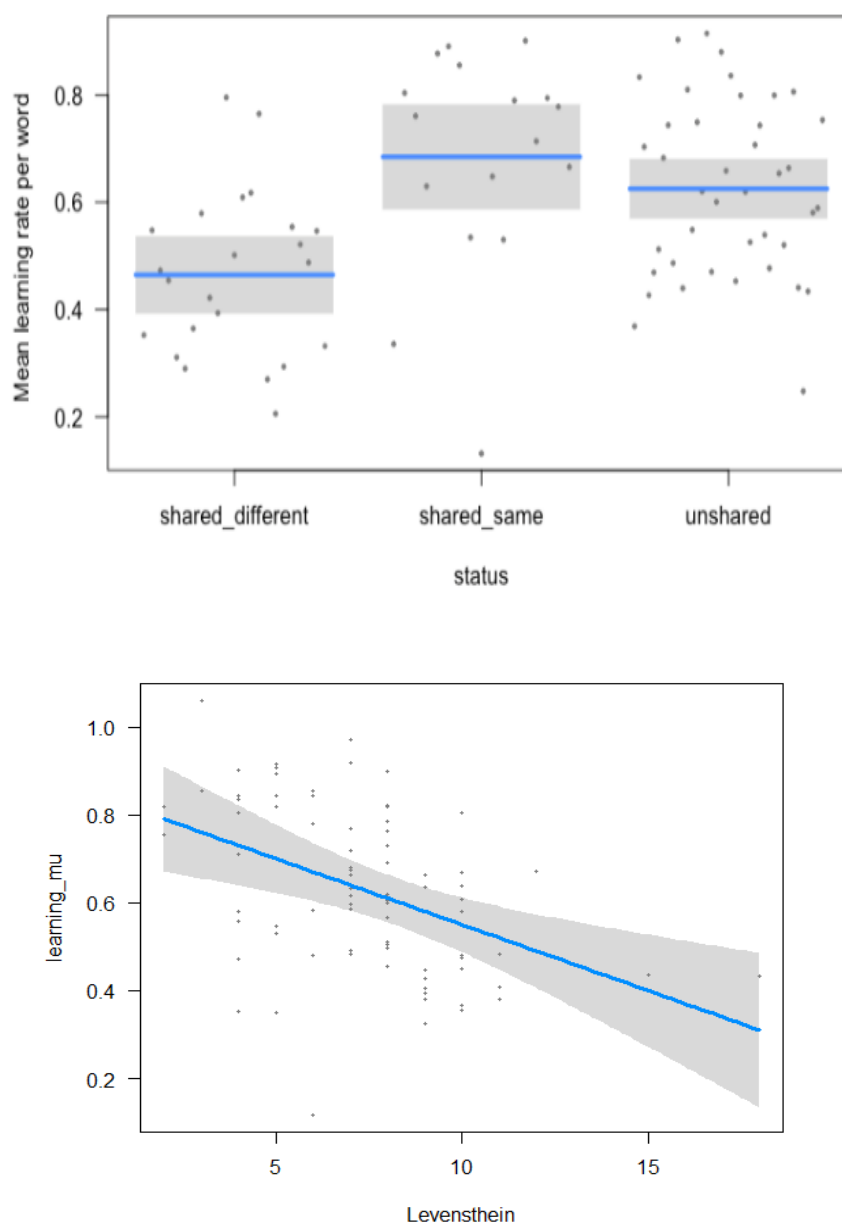 Mean learning rate per word
0.8
0.6
0.4
0.2
shared_different shared_same unshared
status
learning_mu
1.0
0.8
0.6
0.4
0.2
5 10 15
Levensthein